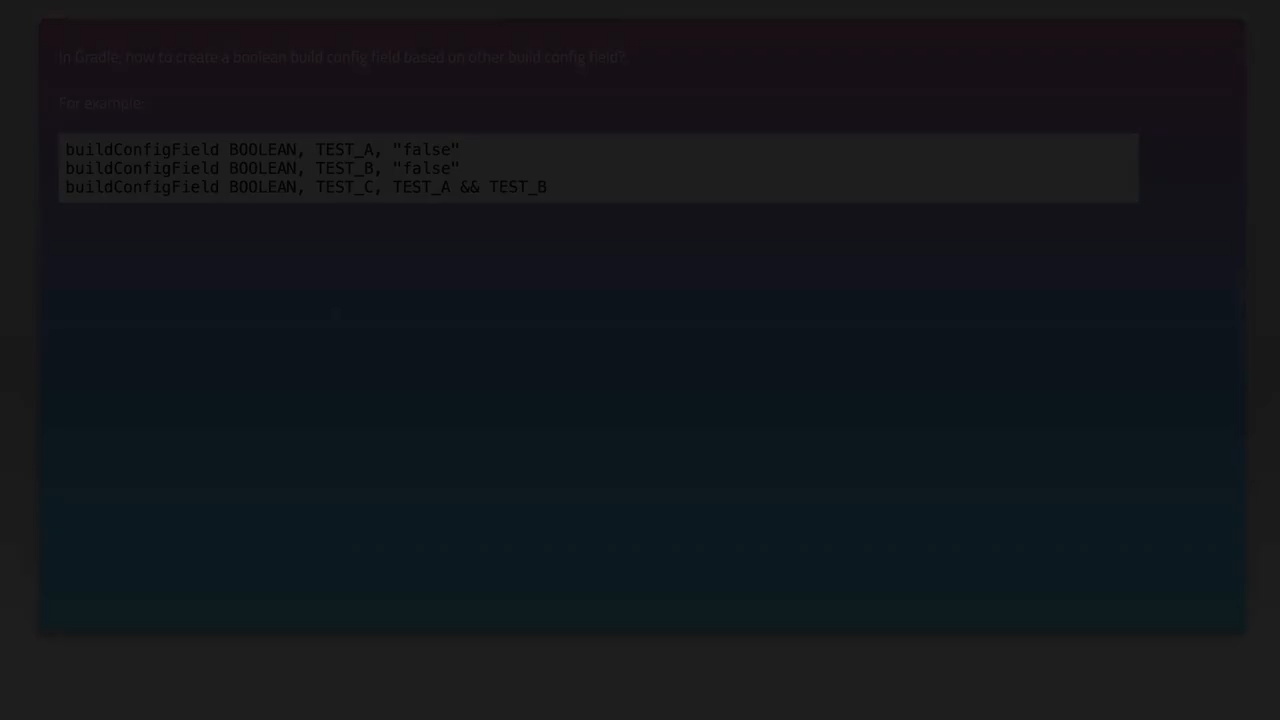 In Gradle, how to create a boolean build config field based on other build config field?
For example:
buildConfigField BOOLEAN, TEST_A, "false"
buildConfigField BOOLEAN, TEST_B, "false"
buildConfigField BOOLEAN, TEST_C, TEST_A && TEST_B